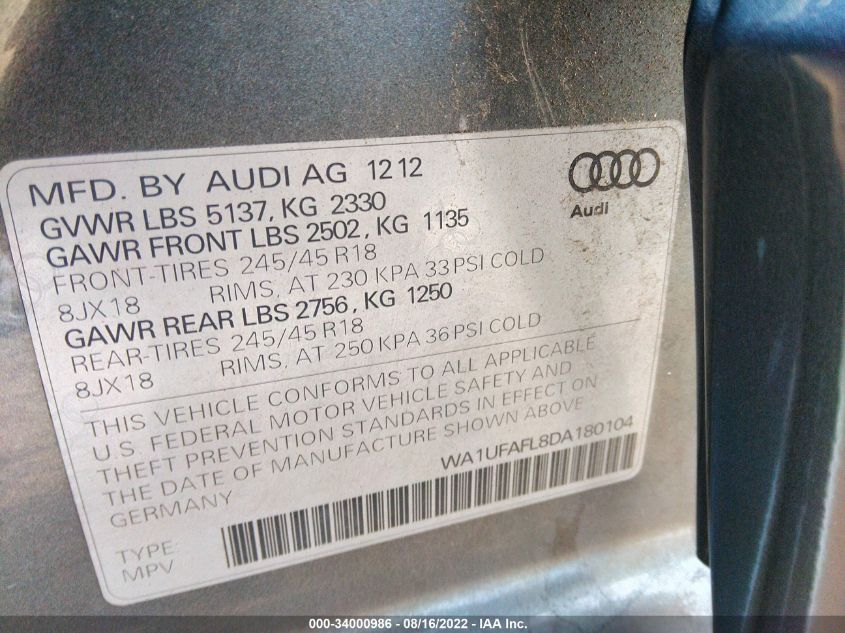 MFD. BY AUDI AG 12 12
GVWR LBS 5137, KG 2330
GAWR FRONT LBS 2502, KG 1135
FRONT-TIRES 245/45 R18
8JX18 RIMS, AT 230 KPA 33 PSI COLD
GAWR REAR LBS 2756, KG 1250
REAR-TIRES 245/45 R18
8JX18 RIMS, AT 250 KPA 36 PSI COLD
THIS VEHICLE CONFORMS TO ALL APPLICABLE
U.S. FEDERAL MOTOR VEHICLE SAFETY AND
THEFT PREVENTION STANDARDS IN EFFECT ON
THE DATE OF MANUFACTURE SHOWN ABOVE
GERMANY WA1UFAFL8DA180104
TYPE:
MPV
Audi
000-34000986 - 08/16/2022 - IAA Inc.